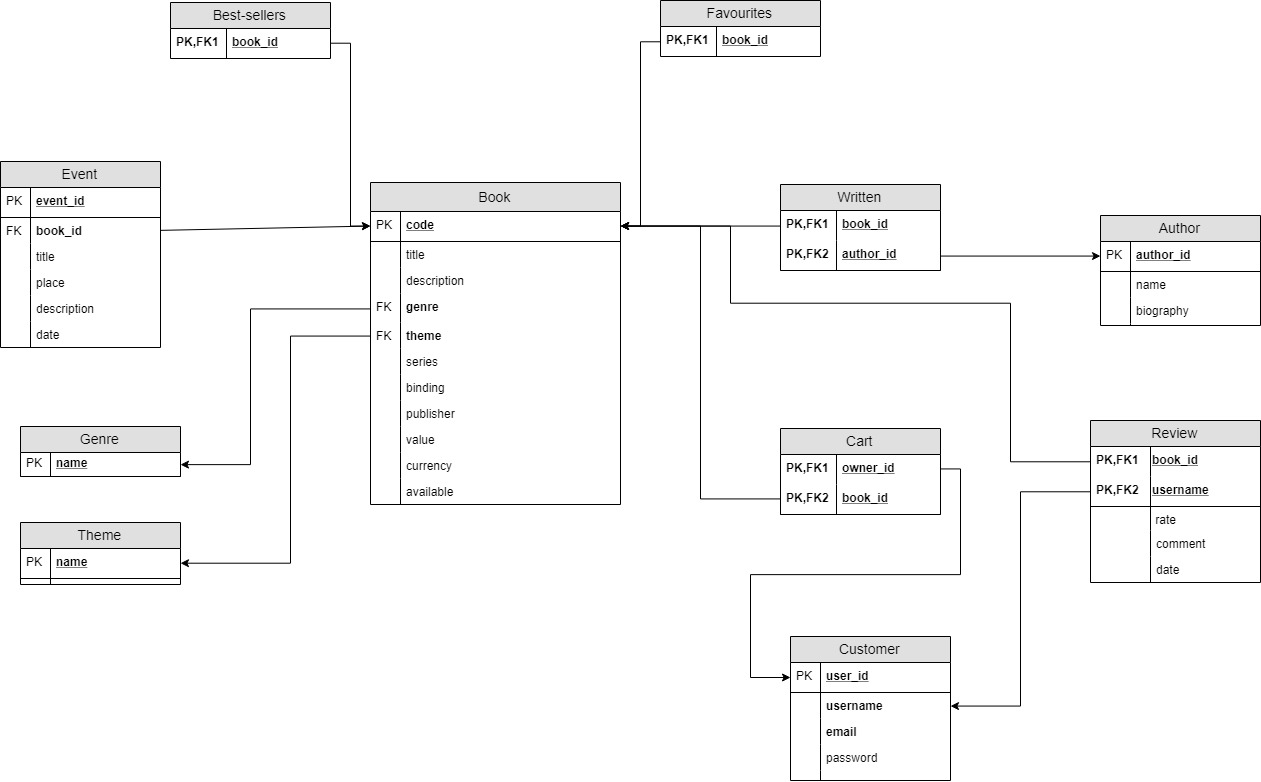 Best-sellers
PK,FK1 book_id
Favourites
PK,FK1 book_id
Event
PK event_id
FK book_id
title
place
description
date
Book
PK code
title
description
FK genre
FK theme
series
binding
publisher
value
currency
available
Written
PK,FK1 book_id
PK,FK2 author_id
Author
PK author_id
name
biography
Genre
PK name
Theme
PK name
Cart
PK,FK1 owner_id
PK,FK2 book_id
Review
PK,FK1 book_id
PK,FK2 username
rate
comment
date
Customer
PK user_id
username
email
password